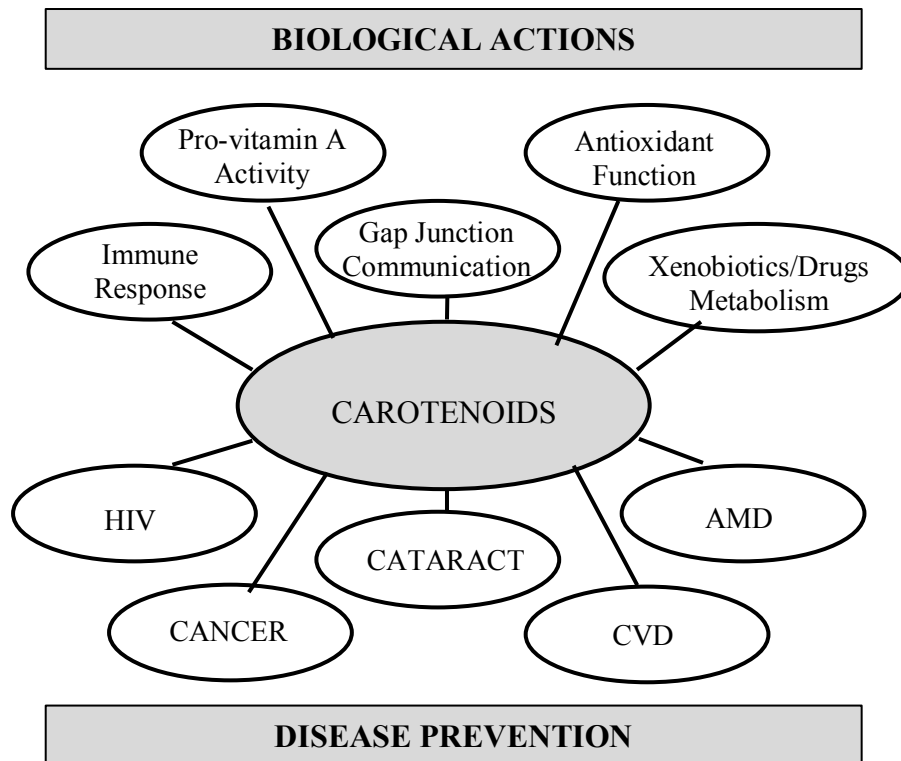 BIOLOGICAL ACTIONS
Pro-vitamin A
Activity
Antioxidant
Function
Immune
Response
Gap Junction
Communication
Xenobiotics/Drugs
Metabolism
CAROTENOIDS
HIV
CATARACT
AMD
CANCER
CVD
DISEASE PREVENTION